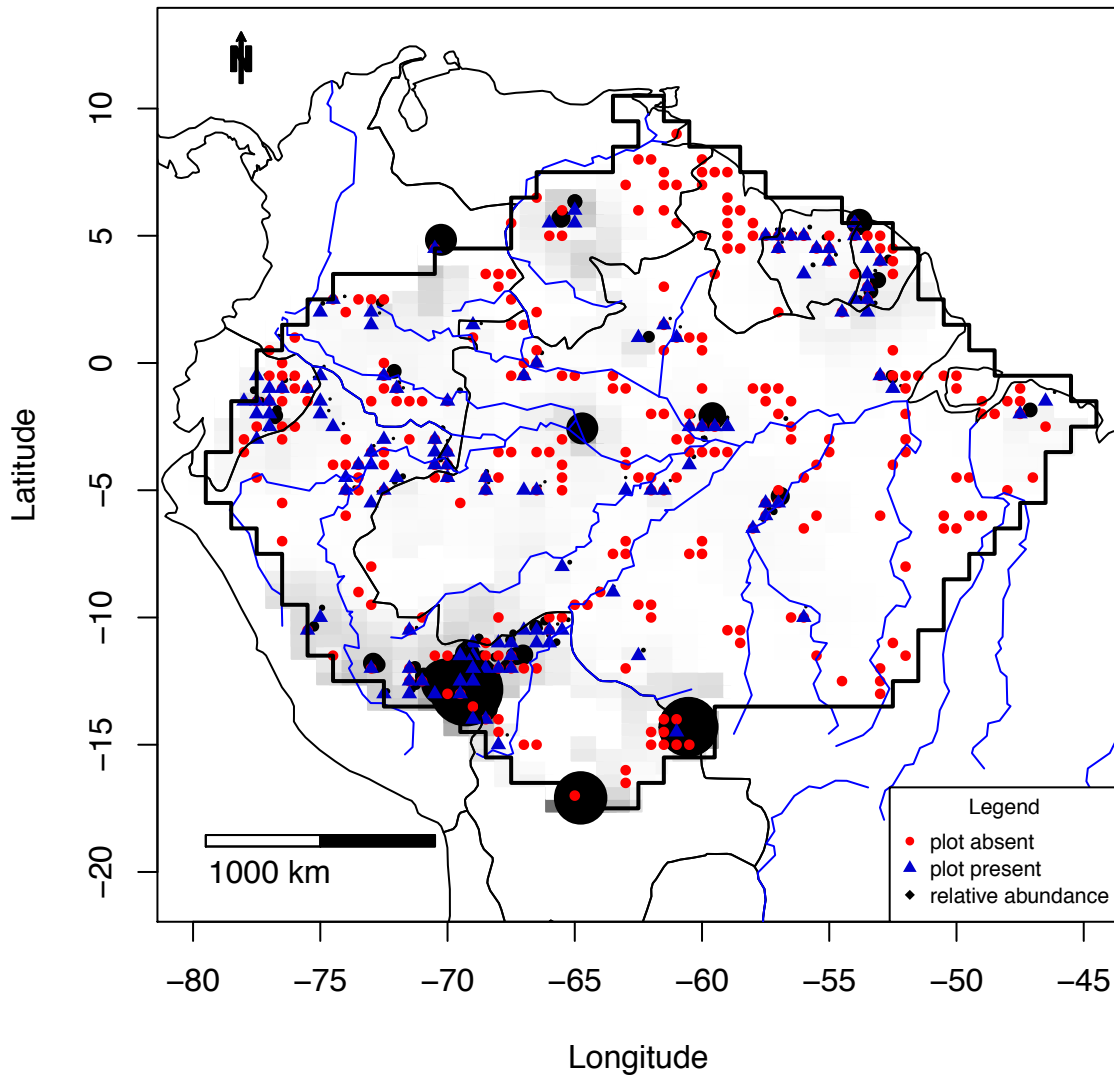 N
Latitude
10
5
0
−5
−10
−15
−20
1000 km
Legend
plot absent
plot present
relative abundance
−80
−75
−70
−65
−60
−55
−50
−45
Longitude